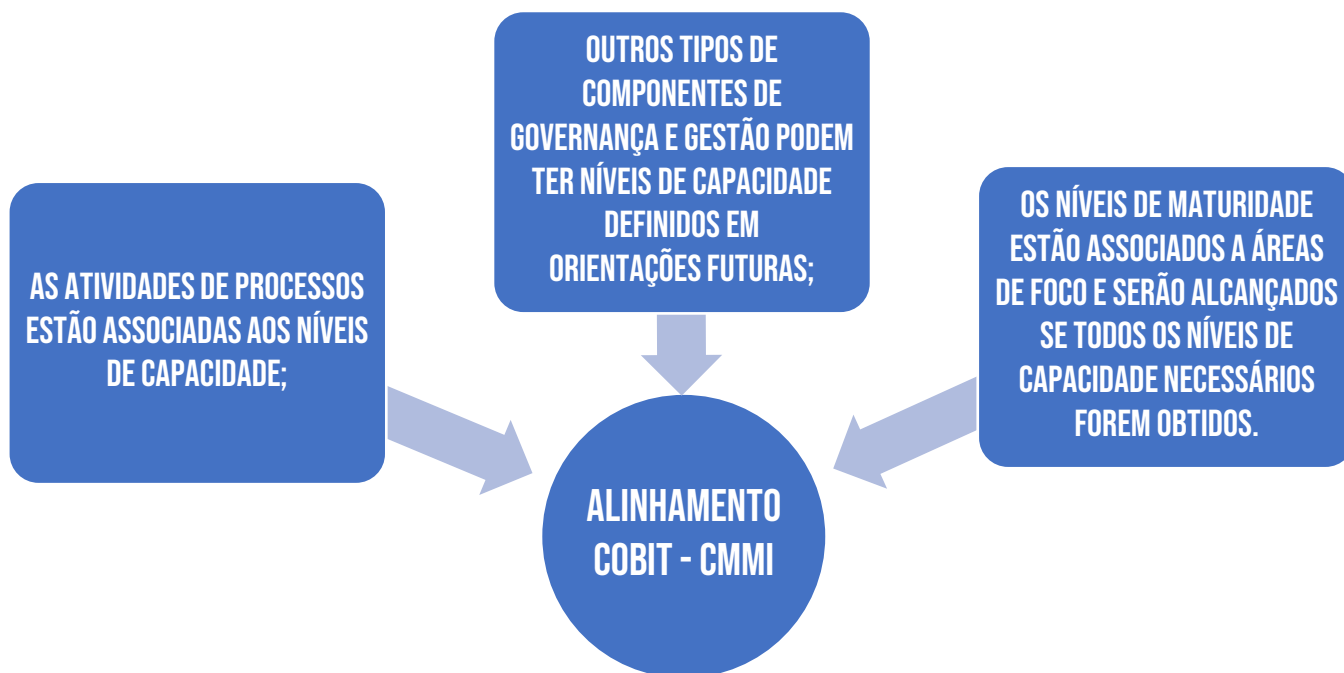 AS ATIVIDADES DE PROCESSOS
ESTÃO ASSOCIADAS AOS NÍVEIS
DE CAPACIDADE;
OUTROS TIPOS DE
COMPONENTES DE
GOVERNANÇA E GESTÃO PODEM
TER NÍVEIS DE CAPACIDADE
DEFINIDOS EM
ORIENTAÇÕES FUTURAS;
OS NÍVEIS DE MATURIDADE
ESTÃO ASSOCIADOS A ÁREAS
DE FOCO E SERÃO ALCANÇADOS
SE TODOS OS NÍVEIS DE
CAPACIDADE NECESSÁRIOS
FOREM OBTIDOS.
ALINHAMENTO
COBIT - CMMI